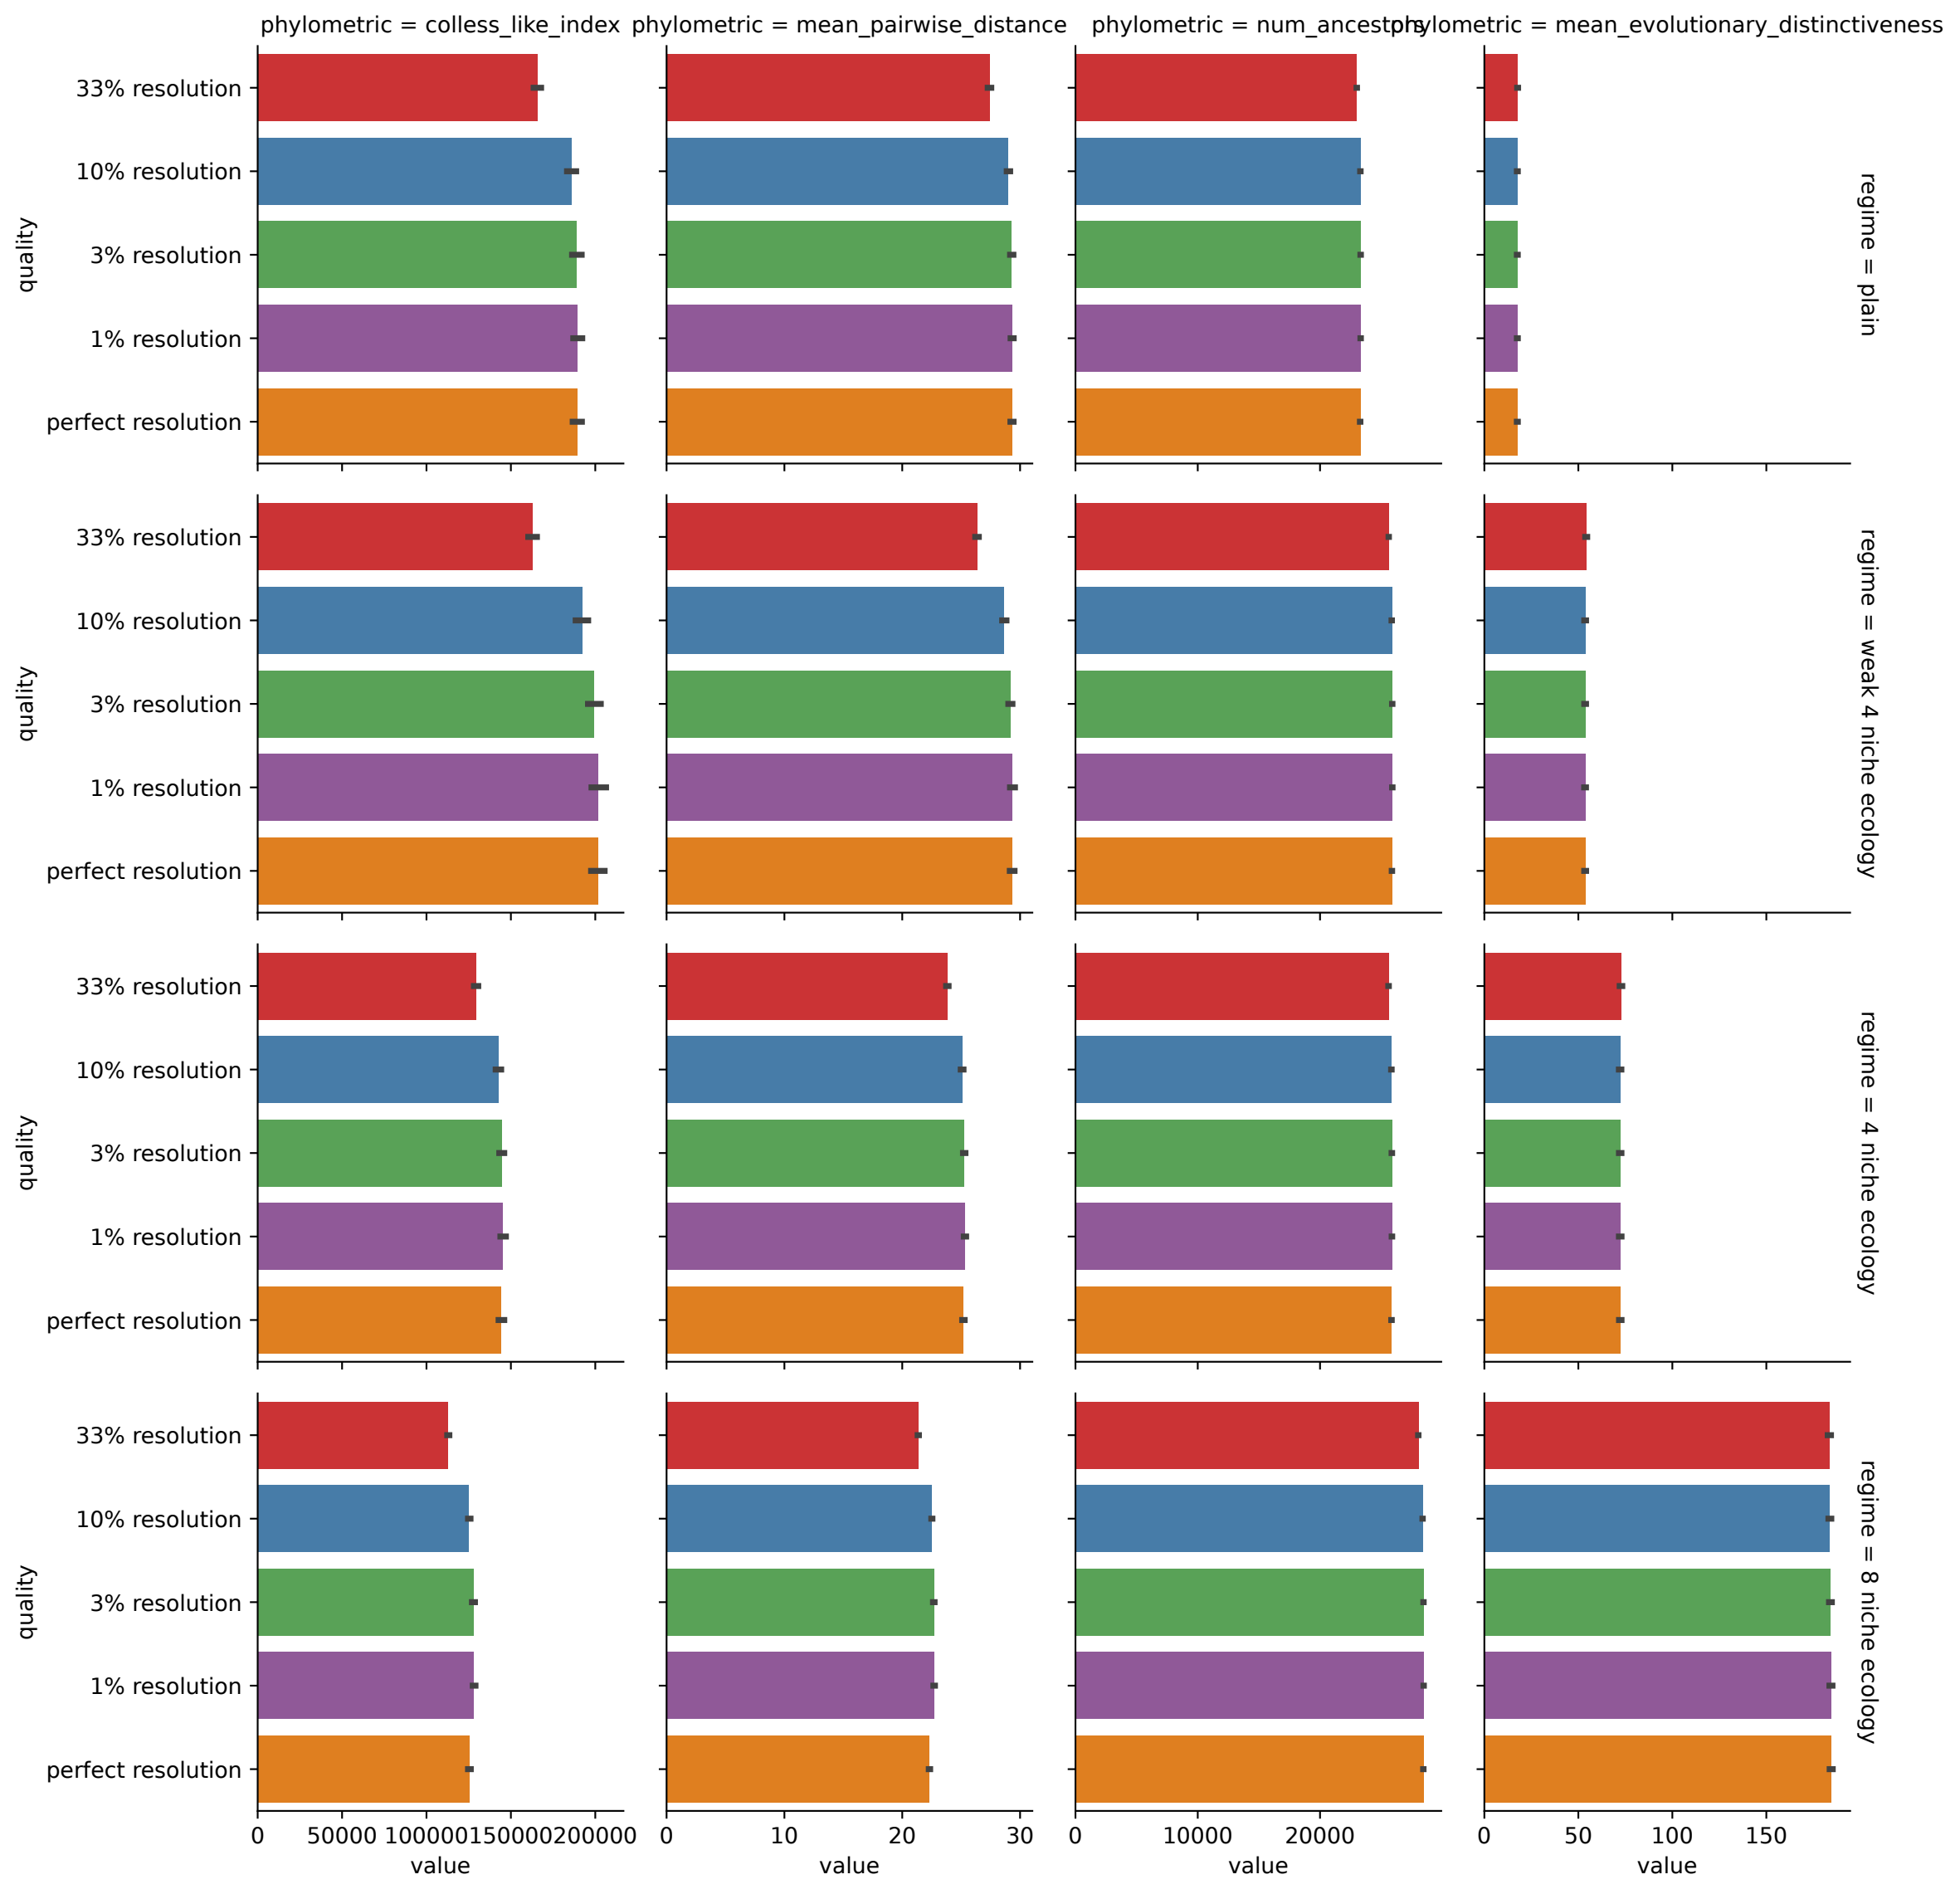 phylometric = colless_like_index
phylometric = mean_pairwise_distance
phylometric = num_ancestors
phylometric = mean_evolutionary_distinctiveness
quality
33% resolution
10% resolution
3% resolution
1% resolution
perfect resolution
regime = plain
quality
33% resolution
10% resolution
3% resolution
1% resolution
perfect resolution
regime = weak 4 niche ecology
quality
33% resolution
10% resolution
3% resolution
1% resolution
perfect resolution
regime = 4 niche ecology
quality
33% resolution
10% resolution
3% resolution
1% resolution
perfect resolution
regime = 8 niche ecology
0 50000 100000 150000 200000
value
0 10 20 30
value
0 10000 20000
value
0 50 100 150
value